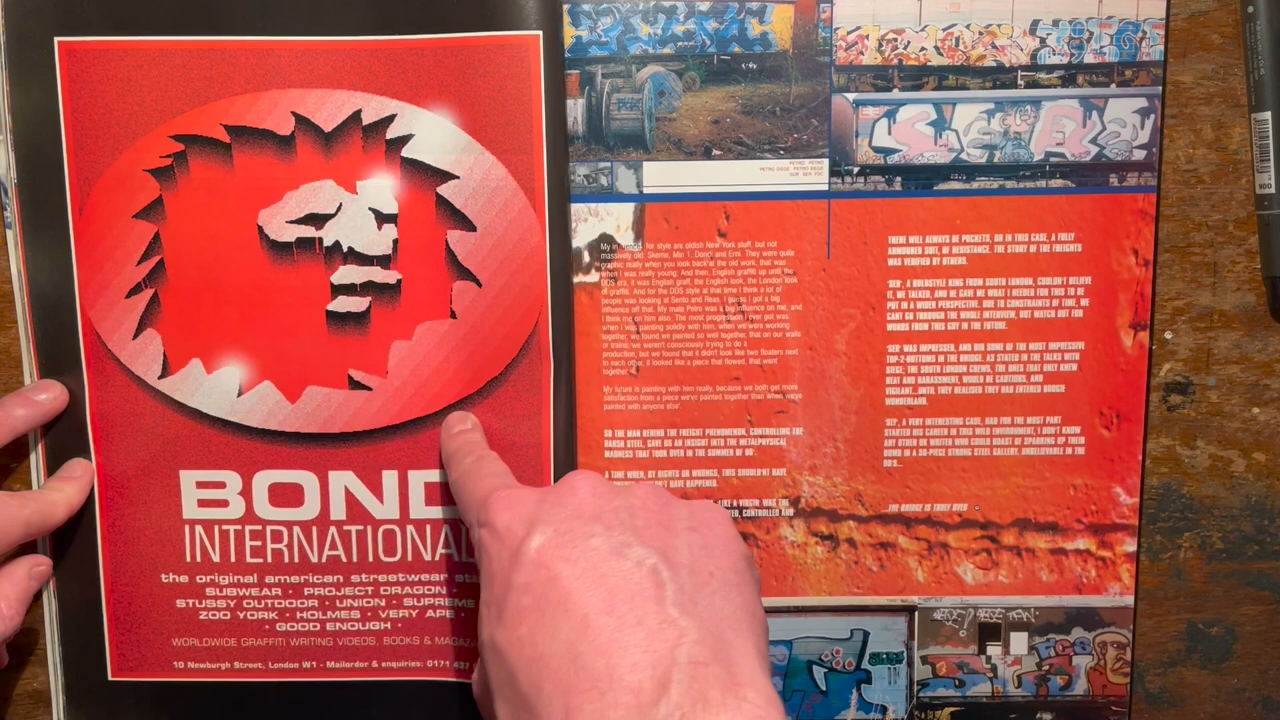 BOND
INTERNATIONAL
the original american streetwear
SUBWEAR • PROJECT DRAGON •
STUSSY OUTDOOR • UNION • SUPREME
ZOO YORK • HOLMES • VERY APE •
• GOOD ENOUGH •
WORLDWIDE GRAFFITI WRITING VIDEOS, BOOKS &
10 Newburgh Street, London W1 - Mailorder & enquiries: 0171
PETRO PETRO
METRO SIEGE PETRO SIEGE
My for style are oldish New York stuff, but not
massively old: Skeme, Min 1, Dondi and Erni. They were quite
graphic really when you look back at the old work, that was
when I was really young. And then, English graffiti up until the
DDS era, it was English graff, the English look, the London look
of graffiti. And for the DDS style at that time I think a lot of
people was looking at Sento and Reas. I guess I got a big
influence off that. My mate Petro was a big influence on me, and
I think me on him also. The most progression I ever got was
when I was painting solidly with him, when we were working
together, we found we painted so well together, that on our walls
or trains, we weren't consciously trying to do a
production, but we found that it didn't look like two floaters next
to each other, it looked like a piece that flowed, that went
together
My future is painting with him really, because we both get more
satisfaction from a piece we've painted together than when we've
painted with anyone else'.
SO THE MAN BEHIND THE FREIGHT PHENOMENON, CONTROLLING THE
HARSH STEEL, GAVE US AN INSIGHT INTO THE METALPHYSICAL
MADNESS THAT TOOK OVER IN THE SUMMER OF
A TIME WHEN, BY RIGHTS OR WRONGS, THIS SHOULD'NT HAVE
HAVE HAPPENED.
LIKE A VIRGIN, WAS THE
CONTROLLED AND
THERE WILL ALWAYS BE POCKETS, OR IN THIS CASE, A FULLY
ARMOURED SUIT, OF RESISTANCE. THE STORY OF THE FREIGHTS
WAS VERIFIED BY OTHERS.
'SER', A HOLDSTYLE KING FROM SOUTH LONDON, COULDN'T BELIEVE
IT, WE TALKED, AND HE GAVE ME WHAT I NEEDED FOR THIS TO BE
PUT IN A WIDER PERSPECTIVE. DUE TO CONSTRAINTS OF TIME, WE
CANT GO THROUGH THE WHOLE INTERVIEW, BUT WATCH OUT FOR
WORDS FROM THIS GUY IN THE FUTURE.
'SER' WAS IMPRESSED, AND DID SOME OF THE MOST IMPRESSIVE
TOP-2-BOTTOMS IN THE BRIDGE. AS STATED IN THE TALKS WITH
SIEGE; THE SOUTH LONDON CREWS, THE ONES THAT ONLY KNEW
HEAT AND HARASSMENT, WOULD BE CAUTIOUS, AND
VIGILANT...UNTIL THEY REALISED THEY HAD ENTERED BOOGIE
WONDERLAND.
A VERY INTERESTING CASE, HAD FOR THE MOST PART
STARTED HIS CAREER IN THIS WILD ENVIRONMENT, I DON'T KNOW
ANY OTHER UK WRITER WHO COULD BOAST OF SPARKING UP THEIR
BURN IN A 50-PIECE STRONG STEEL GALLERY. UNBELIEVABLE IN THE
90'S...
...THE BRIDGE IS TRULY OVER